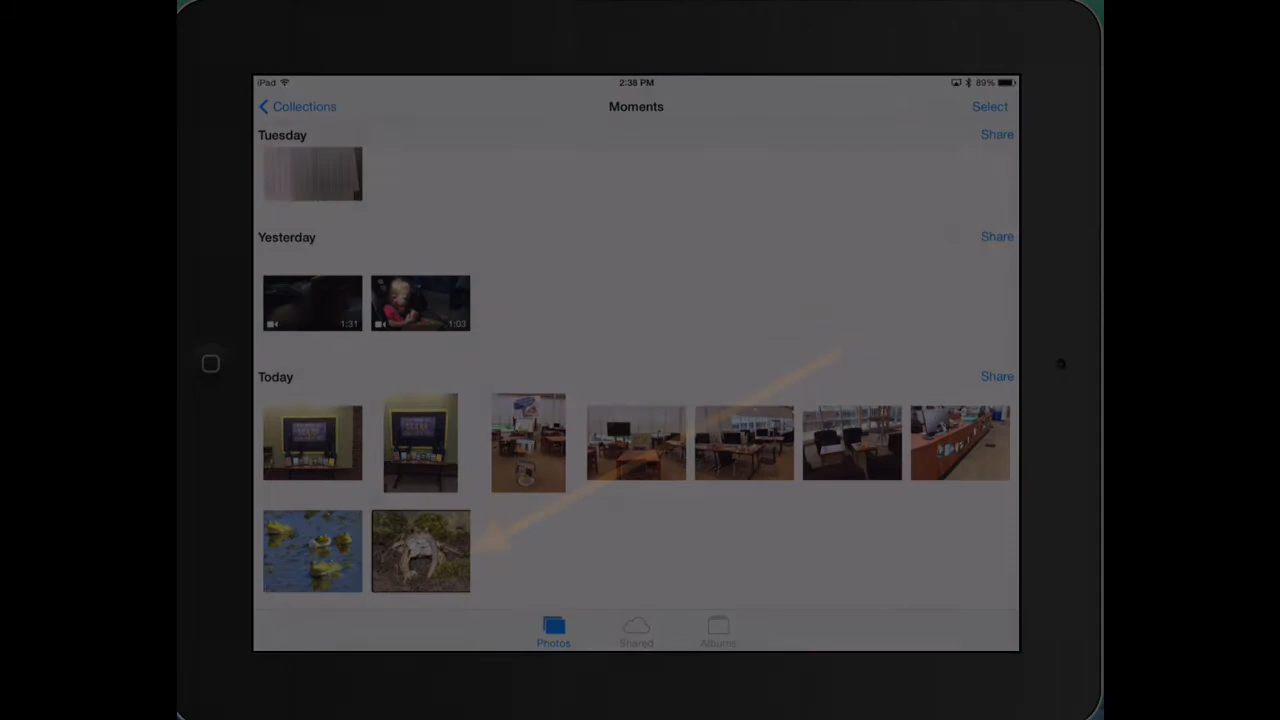 iPad 2:38 PM 89%
Collections Moments Select
Tuesday Share
Yesterday Share
1:31 1:03
Today Share
Photos Shared Albums